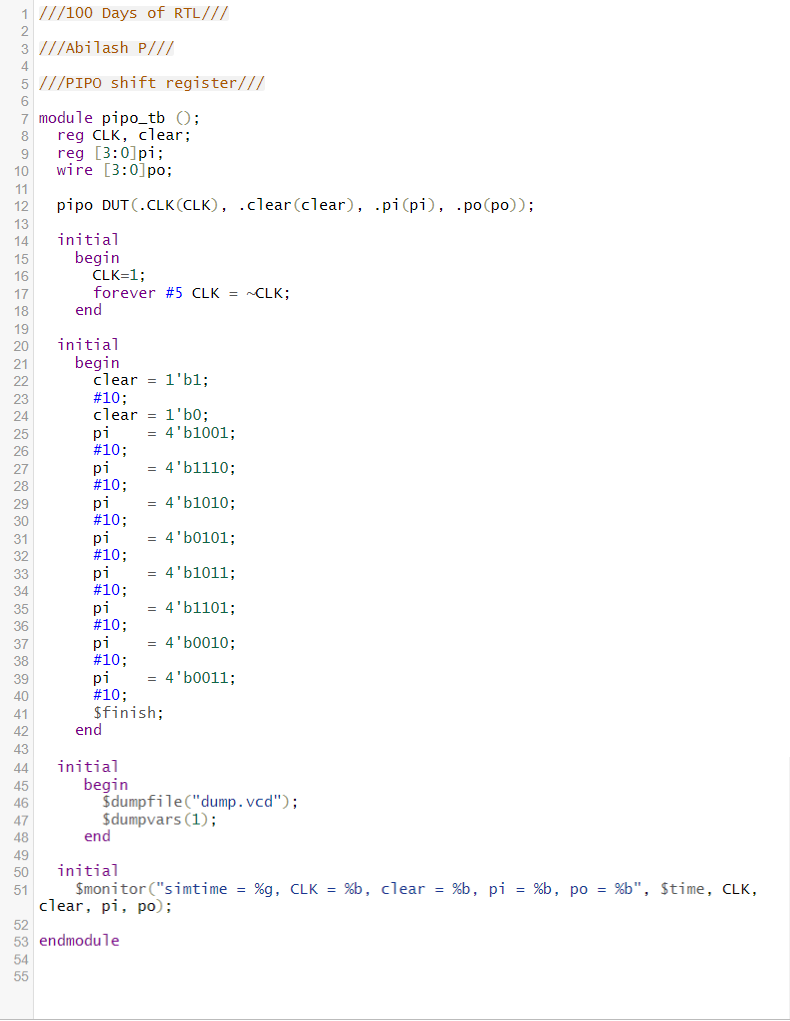 1 ///100 Days of RTL///
2
3 ///Abilash P///
4
5 ///PIPO shift register///
6
7 module pipo_tb ();
8   reg CLK, clear;
9   reg [3:0]pi;
10   wire [3:0]po;
11
12   pipo DUT(.CLK(CLK), .clear(clear), .pi(pi), .po(po));
13
14   initial
15     begin
16       CLK=1;
17       forever #5 CLK = ~CLK;
18     end
19
20   initial
21     begin
22       clear = 1'b1;
23       #10;
24       clear = 1'b0;
25       pi    = 4'b1001;
26       #10;
27       pi    = 4'b1110;
28       #10;
29       pi    = 4'b1010;
30       #10;
31       pi    = 4'b0101;
32       #10;
33       pi    = 4'b1011;
34       #10;
35       pi    = 4'b1101;
36       #10;
37       pi    = 4'b0010;
38       #10;
39       pi    = 4'b0011;
40       #10;
41       $finish;
42     end
43
44   initial
45      begin
46        $dumpfile("dump.vcd");
47        $dumpvars(1);
48      end
49
50   initial
51     $monitor("simtime = %g, CLK = %b, clear = %b, pi = %b, po = %b", $time, CLK,
clear, pi, po);
52
53 endmodule
54
55